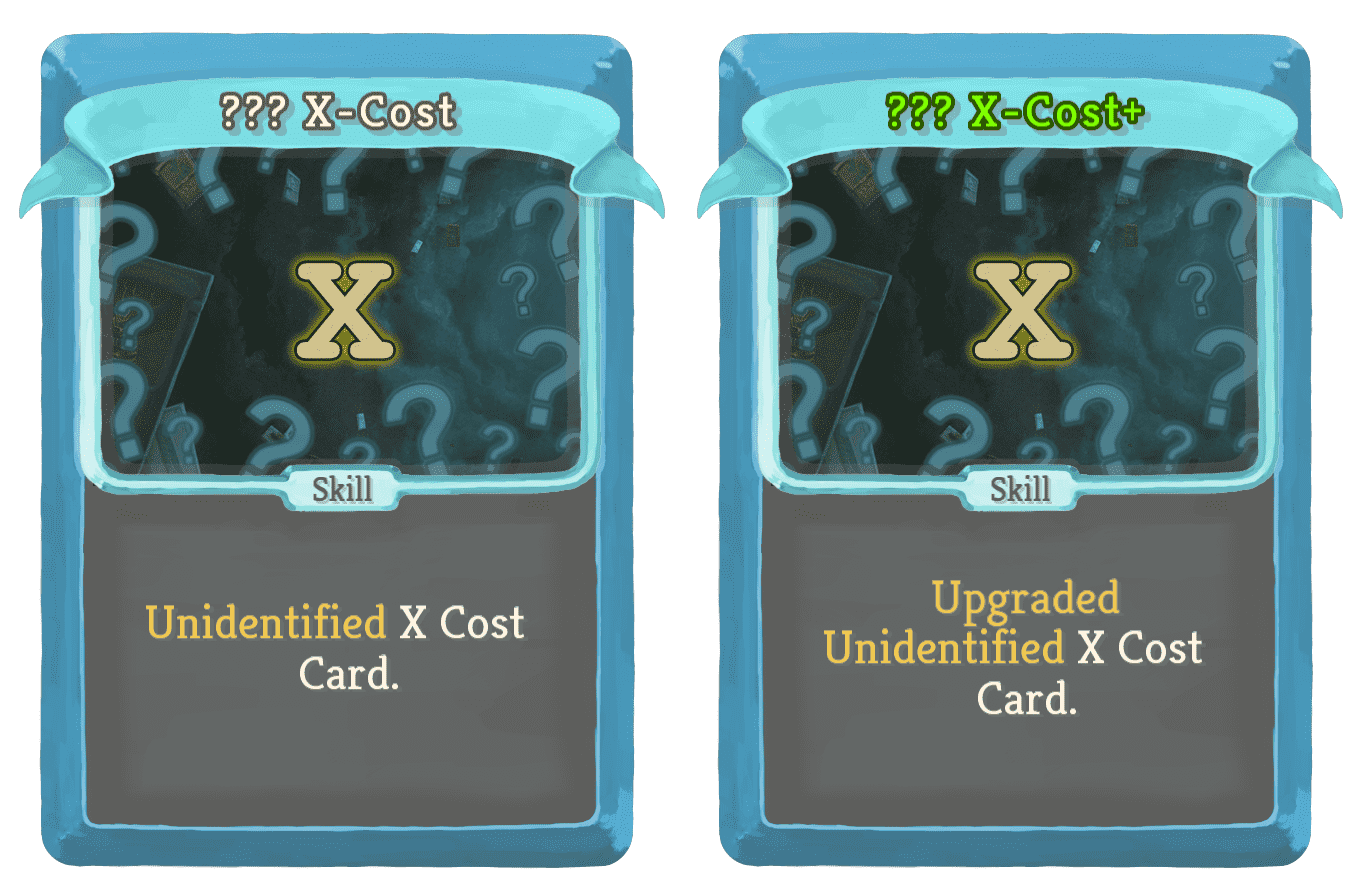 ??? X-Cost
X
Skill
Unidentified X Cost
Card.
??? X-Cost+
X
Skill
Upgraded
Unidentified X Cost
Card.